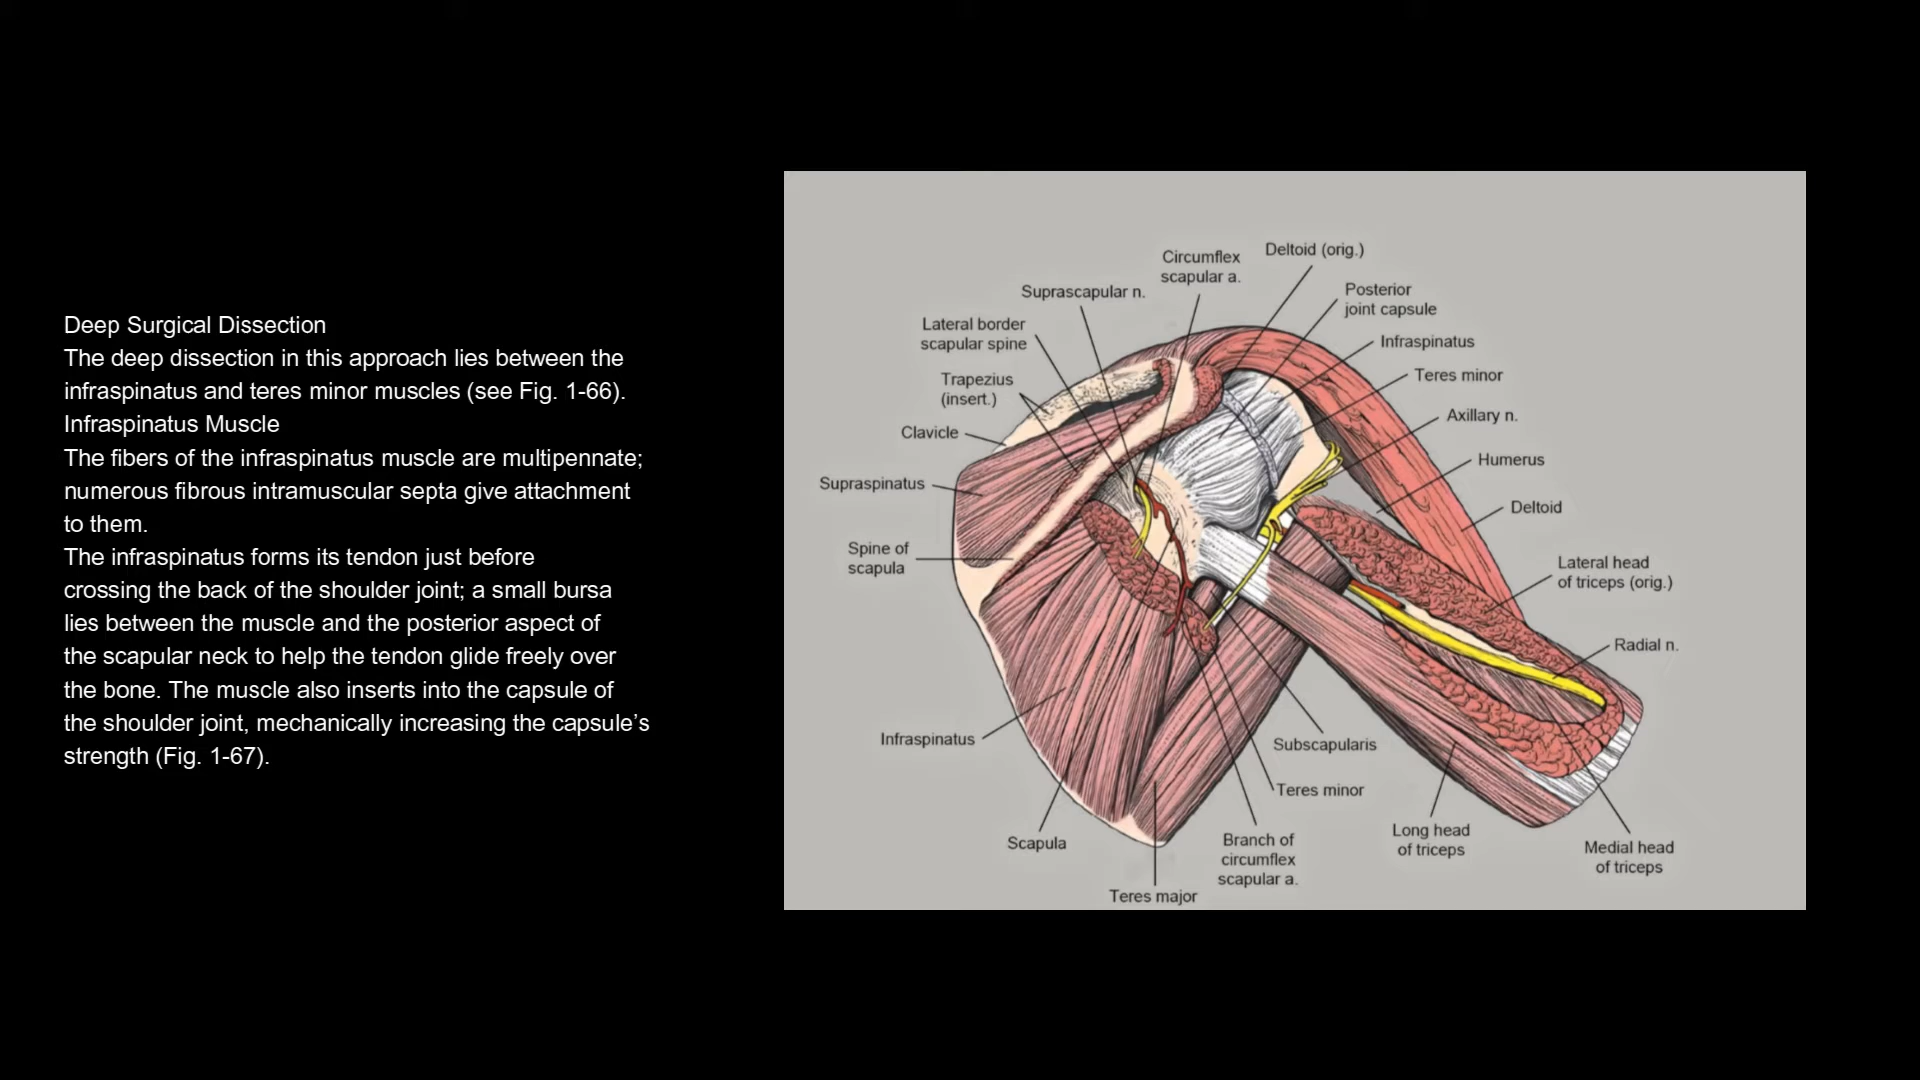 Deep Surgical Dissection
The deep dissection in this approach lies between the
infraspinatus and teres minor muscles (see Fig. 1-66).
Infraspinatus Muscle
The fibers of the infraspinatus muscle are multipennate;
numerous fibrous intramuscular septa give attachment
to them.
The infraspinatus forms its tendon just before
crossing the back of the shoulder joint; a small bursa
lies between the muscle and the posterior aspect of
the scapular neck to help the tendon glide freely over
the bone. The muscle also inserts into the capsule of
the shoulder joint, mechanically increasing the capsule’s
strength (Fig. 1-67).
Circumflex
scapular a.
Deltoid (orig.)
Suprascapular n.
Posterior
joint capsule
Lateral border
scapular spine
Infraspinatus
Trapezius
(insert.)
Teres minor
Clavicle
Axillary n.
Supraspinatus
Humerus
Deltoid
Spine of
scapula
Lateral head
of triceps (orig.)
Radial n.
Infraspinatus
Subscapularis
Teres minor
Scapula
Branch of
circumflex
scapular a.
Long head
of triceps
Medial head
of triceps
Teres major